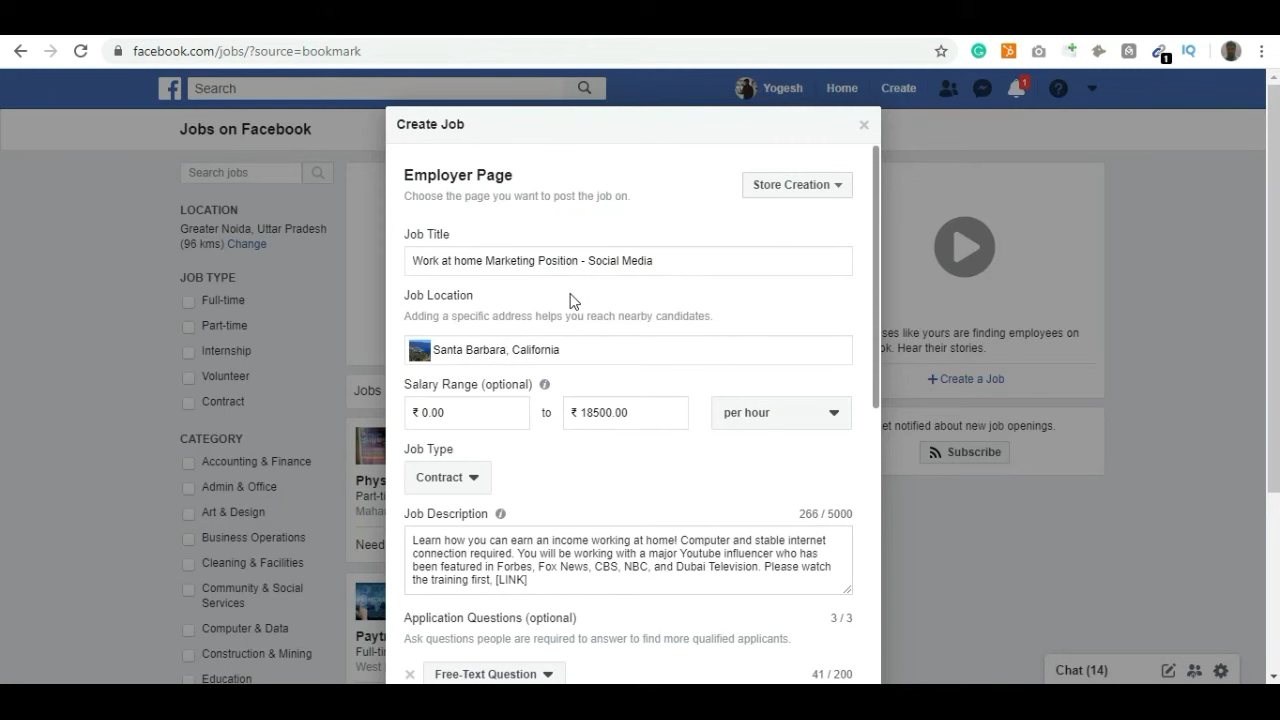 facebook.com/jobs/?source=bookmark
1
IQ
f
Search
Yogesh
Home
Create
1
Jobs on Facebook
Search jobs
LOCATION
Greater Noida, Uttar Pradesh
(96 kms) Change
JOB TYPE
Full-time
Part-time
Internship
Volunteer
Contract
CATEGORY
Accounting & Finance
Admin & Office
Art & Design
Business Operations
Cleaning & Facilities
Community & Social
Services
Computer & Data
Construction & Mining
Education
Jobs
Phys
Part-ti
Maha
Need
Paytr
Full-ti
West
Create Job
×
Employer Page
Choose the page you want to post the job on.
Store Creation
Job Title
Work at home Marketing Position - Social Media
Job Location
Adding a specific address helps you reach nearby candidates.
Santa Barbara, California
Salary Range (optional)
₹ 0.00
to
₹ 18500.00
per hour
Job Type
Contract
Job Description
266 / 5000
Learn how you can earn an income working at home! Computer and stable internet
connection required. You will be working with a major Youtube influencer who has
been featured in Forbes, Fox News, CBS, NBC, and Dubai Television. Please watch
the training first, [LINK]
Application Questions (optional)
3 / 3
Ask questions people are required to answer to find more qualified applicants.
×
Free-Text Question
41 / 200
ses like yours are finding employees on
ok. Hear their stories.
+ Create a Job
et notified about new job openings.
Subscribe
Chat (14)